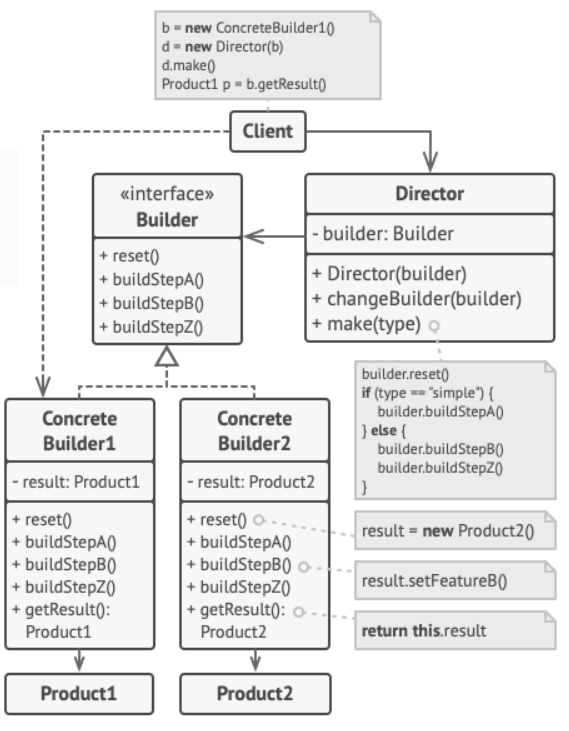 b = new ConcreteBuilder1()
d = new Director(b)
d.make()
Product1 p = b.getResult()
Client
«interface»
Builder
+ reset()
+ buildStepA()
+ buildStepB()
+ buildStepZ()
Director
- builder: Builder
+ Director(builder)
+ changeBuilder(builder)
+ make(type)
builder.reset()
if (type == "simple") {
builder.buildStepA()
} else {
builder.buildStepB()
builder.buildStepZ()
}
Concrete
Builder1
- result: Product1
+ reset()
+ buildStepA()
+ buildStepB()
+ buildStepZ()
+ getResult():
Product1
Concrete
Builder2
- result: Product2
+ reset()
+ buildStepA()
+ buildStepB()
+ buildStepZ()
+ getResult():
Product2
result = new Product2()
result.setFeatureB()
return this.result
Product1
Product2